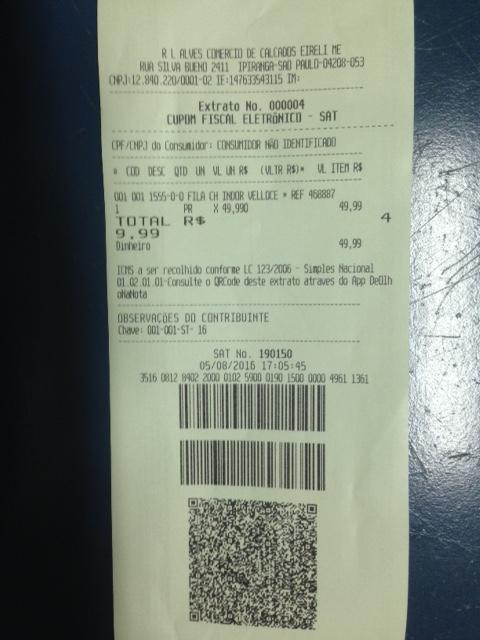 R L ALVES COMERCIO DE CALCADOS EIRELI ME
RUA SILVA BUENO 2411 IPIRANGA-SAO PAULO-04208-053
CNPJ:12.840.220/0001-02 IE:147633543115 IM:
Extrato No. 000004
CUPOM FISCAL ELETRÔNICO - SAT
CPF/CNPJ do Consumidor: CONSUMIDOR NÃO IDENTIFICADO
# COD DESC QTD UN VL UN R$ (VLTR R$)* VL ITEM R$
001 001 1555-0-0 FILA CH INDOR VELLOCE * REF 468887
1 PR X 49,990 49,99
TOTAL R$ 4
9.99
Dinheiro 49,99
ICMS a ser recolhido conforme LC 123/2006 - Simples Nacional
01.02.01.01-Consulte o QRCode deste extrato atraves do App DeOlh
oNaNota
OBSERVAÇÕES DO CONTRIBUINTE
Chave: 001-001-ST- 16
SAT No. 190150
05/08/2016 17:05:45
3516 0812 8402 2000 0102 5900 0190 1500 0000 4961 1361